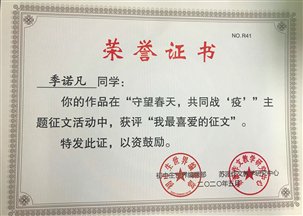 NO.R41
荣誉证书
季诺凡 同学：
你的作品在“守望春天，共同战‘疫’”主
题征文活动中，获评“我最喜爱的征文”。
特发此证，以资鼓励。
二〇二〇年五月